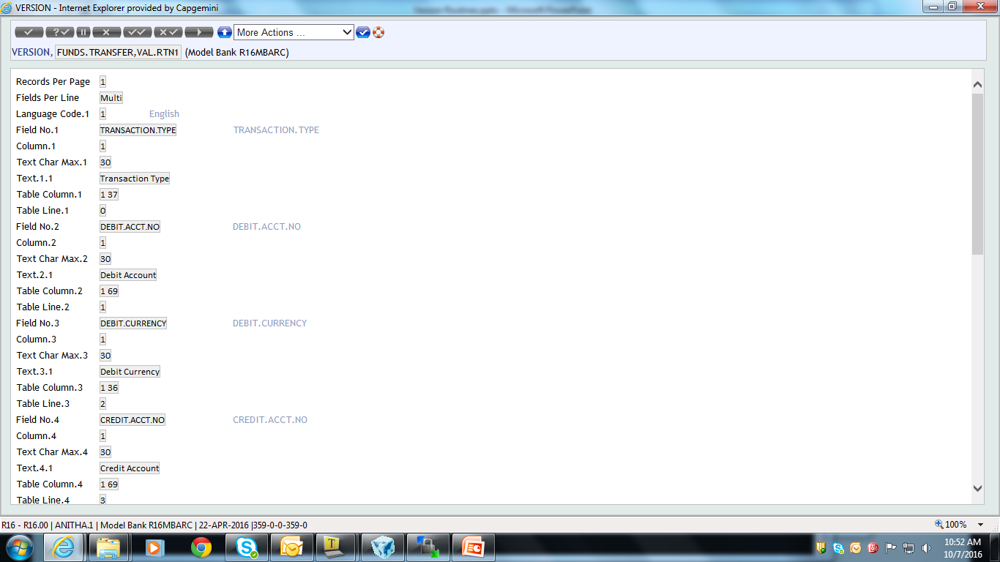 VERSION - Internet Explorer provided by Capgemini
More Actions ...
VERSION, FUNDS.TRANSFER,VAL.RTN1 (Model Bank R16MBARC)
Records Per Page 1
Fields Per Line Multi
Language Code.1 1 English
Field No.1 TRANSACTION.TYPE TRANSACTION.TYPE
Column.1 1
Text Char Max.1 30
Text.1.1 Transaction Type
Table Column.1 1 37
Table Line.1 0
Field No.2 DEBIT.ACCT.NO DEBIT.ACCT.NO
Column.2 1
Text Char Max.2 30
Text.2.1 Debit Account
Table Column.2 1 69
Table Line.2 1
Field No.3 DEBIT.CURRENCY DEBIT.CURRENCY
Column.3 1
Text Char Max.3 30
Text.3.1 Debit Currency
Table Column.3 1 36
Table Line.3 2
Field No.4 CREDIT.ACCT.NO CREDIT.ACCT.NO
Column.4 1
Text Char Max.4 30
Text.4.1 Credit Account
Table Column.4 1 69
Table Line.4 3
R16 - R16.00 | ANITHA.1 | Model Bank R16MBARC | 22-APR-2016 |359-0-0-359-0
100%
10:52 AM
10/7/2016